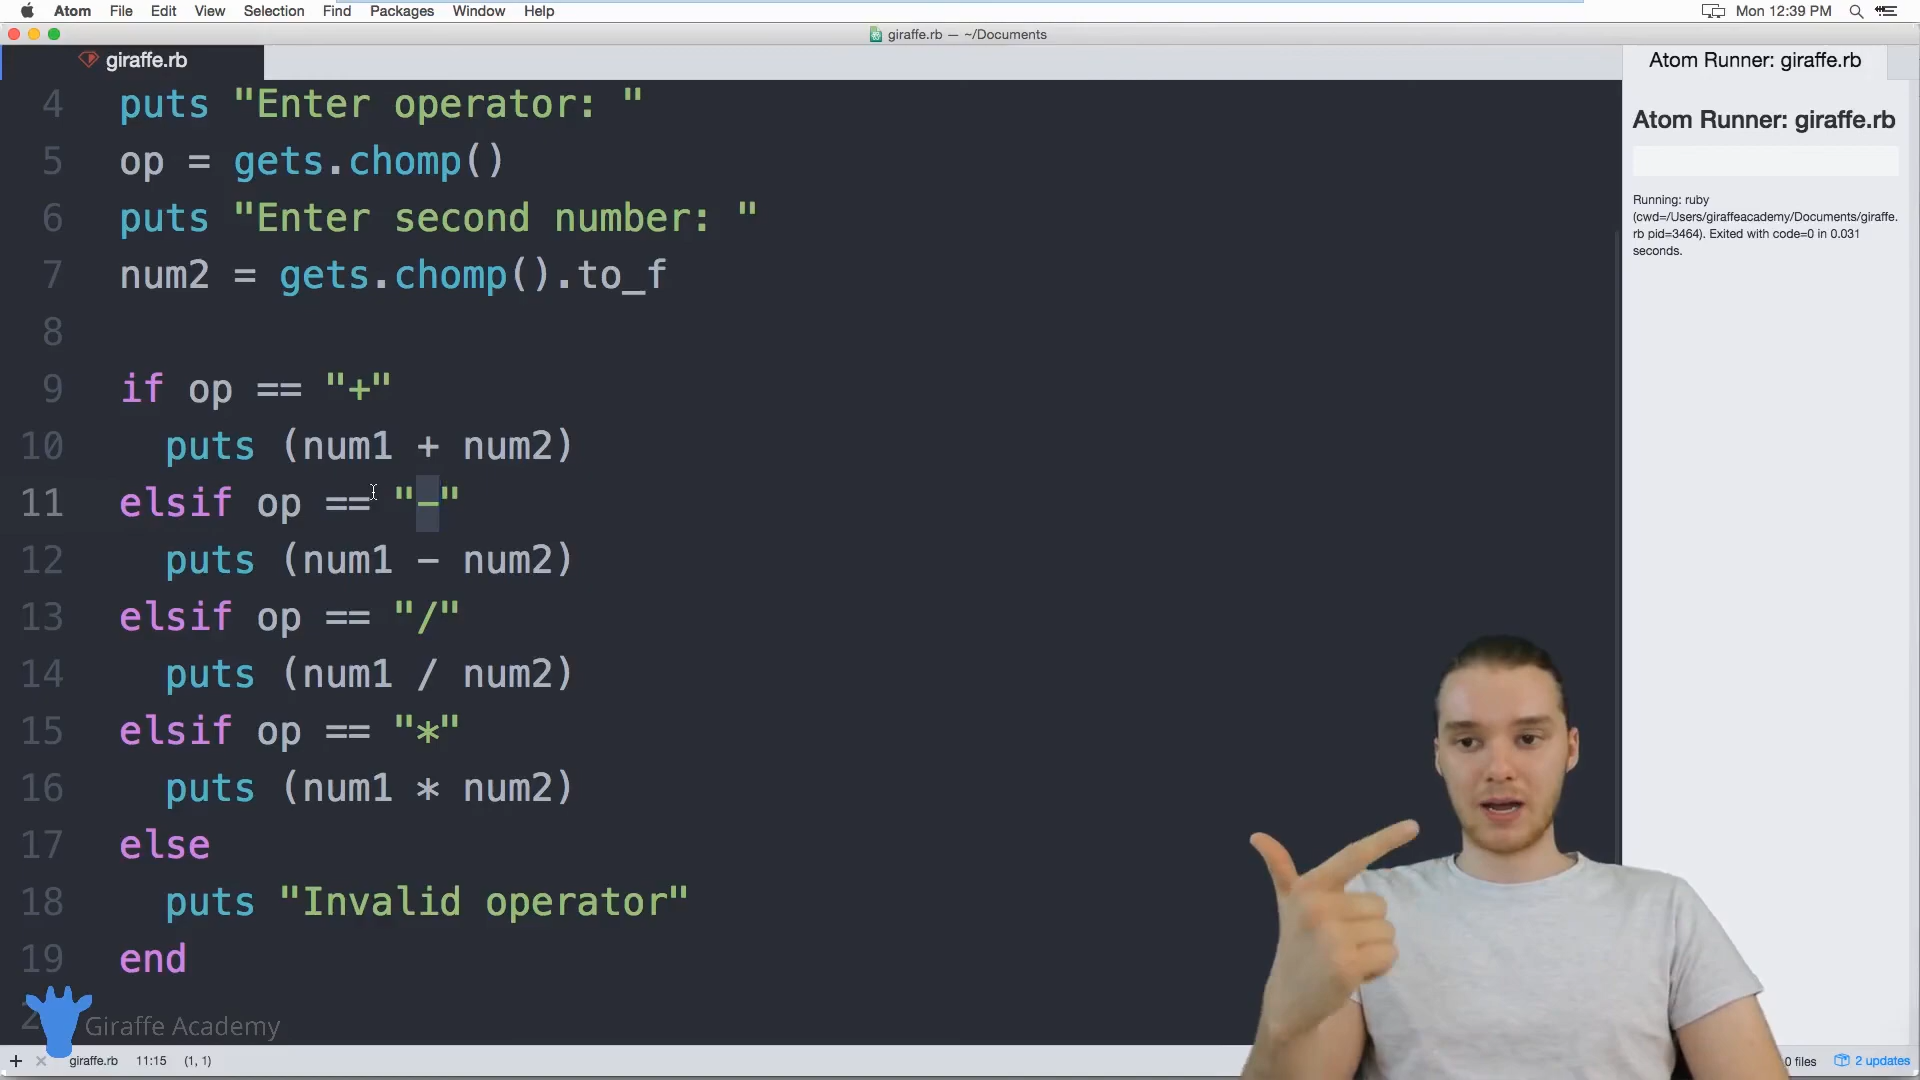 Atom File Edit View Selection Find Packages Window Help Mon 12:39 PM
giraffe.rb — ~/Documents
giraffe.rb
Atom Runner: giraffe.rb
4 puts "Enter operator: "
5 op = gets.chomp()
6 puts "Enter second number: "
7 num2 = gets.chomp().to_f
8
9 if op == "+"
10 puts (num1 + num2)
11 elsif op == "-"
12 puts (num1 - num2)
13 elsif op == "/"
14 puts (num1 / num2)
15 elsif op == "*"
16 puts (num1 * num2)
17 else
18 puts "Invalid operator"
19 end
Atom Runner: giraffe.rb
Running: ruby
(cwd=/Users/giraffeacademy/Documents/giraffe.
rb pid=3464). Exited with code=0 in 0.031
seconds.
Giraffe Academy
+ × giraffe.rb 11:15 (1, 1) 0 files 2 updates